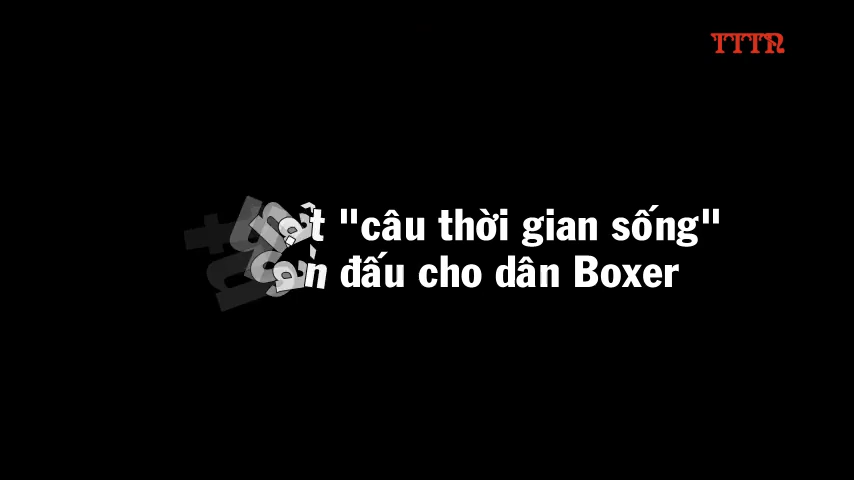 TTTR
"câu thời gian sống"
đấu cho dân Boxer